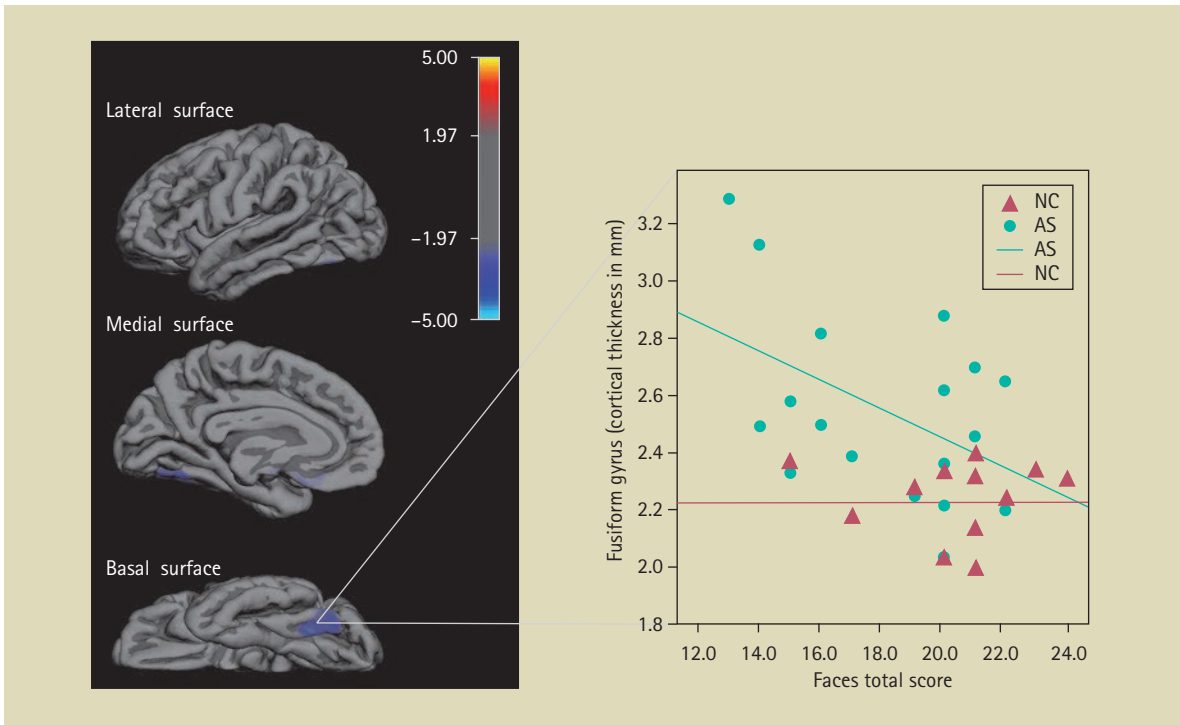 5.00
Lateral surface
1.97
−1.97
−5.00
Medial surface
Basal surface
NC
AS
AS
NC
Fusiform gyrus (cortical thickness in mm)
3.2
3.0
2.8
2.6
2.4
2.2
2.0
1.8
12.0 14.0 16.0 18.0 20.0 22.0 24.0
Faces total score